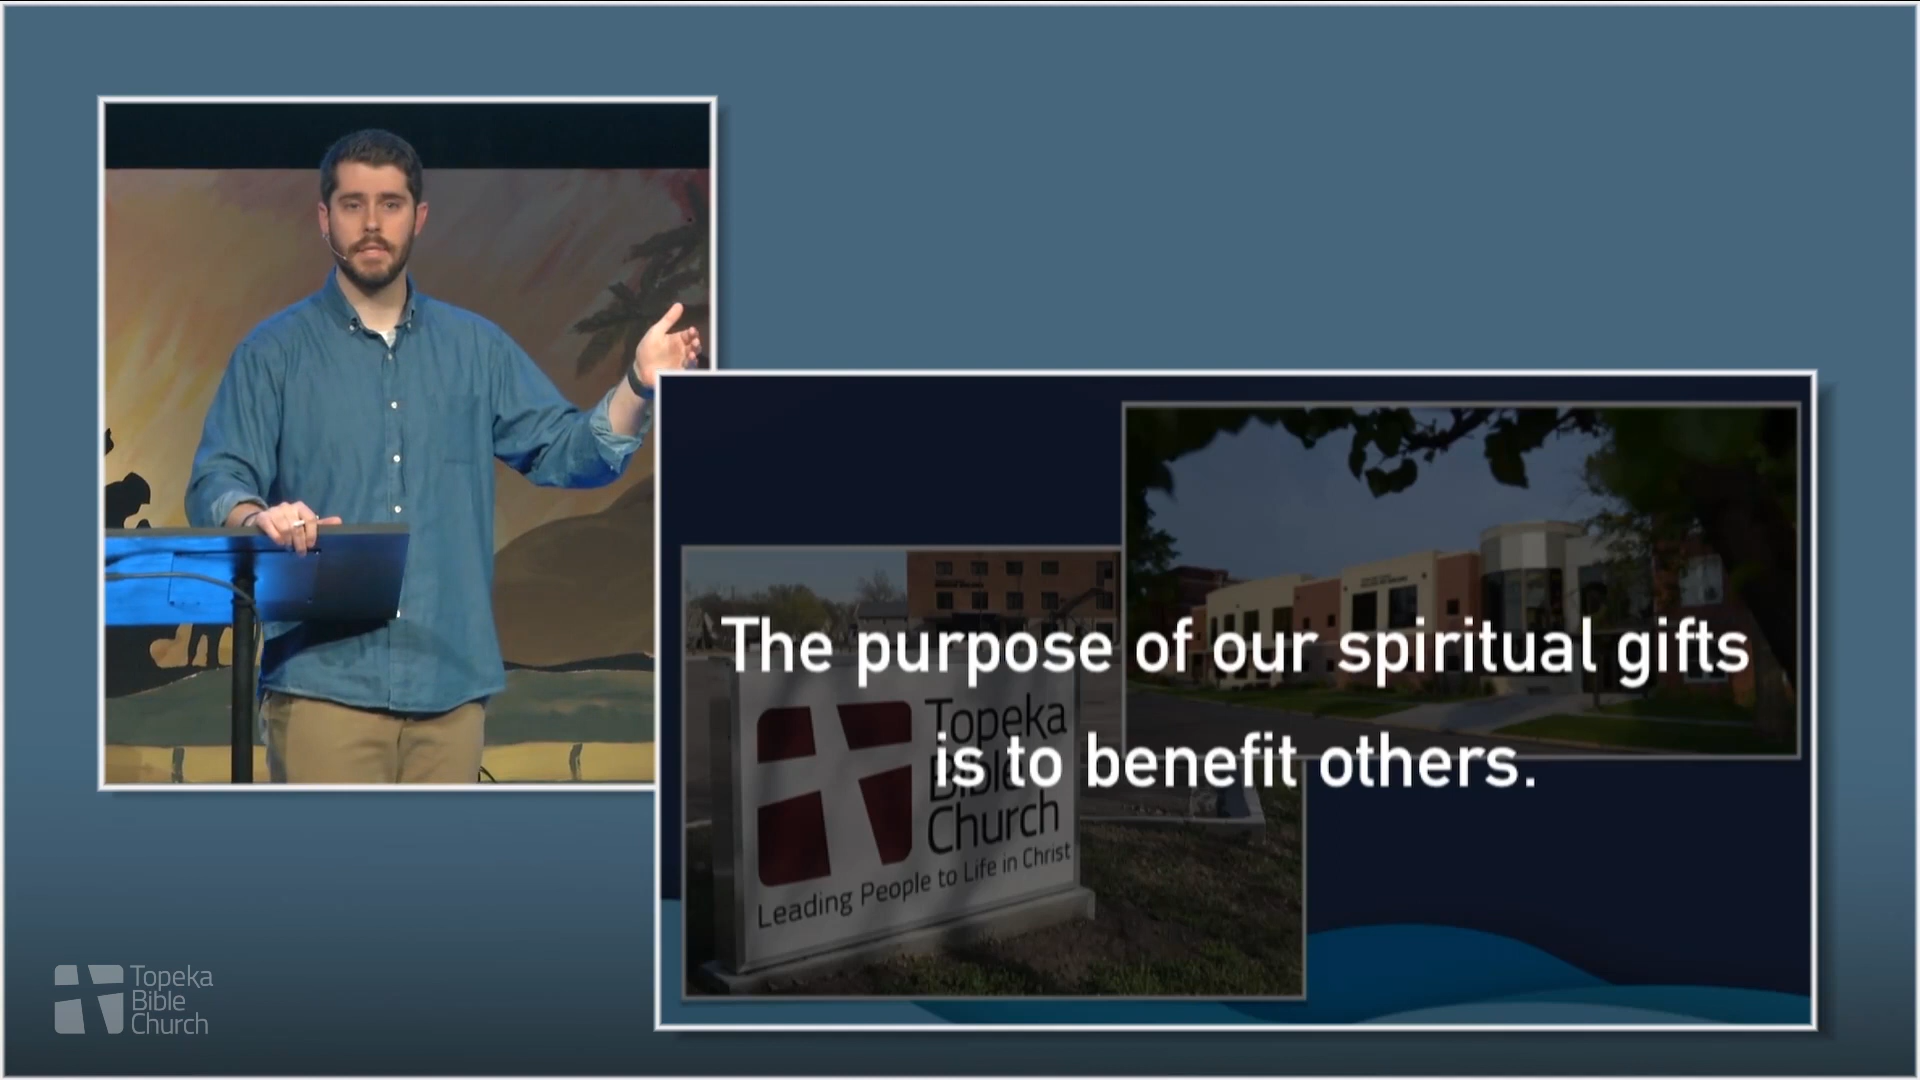 The purpose of our spiritual gifts
is to benefit others.
Topeka
Bible
Church
Leading People to Life in Christ
Topeka
Bible
Church